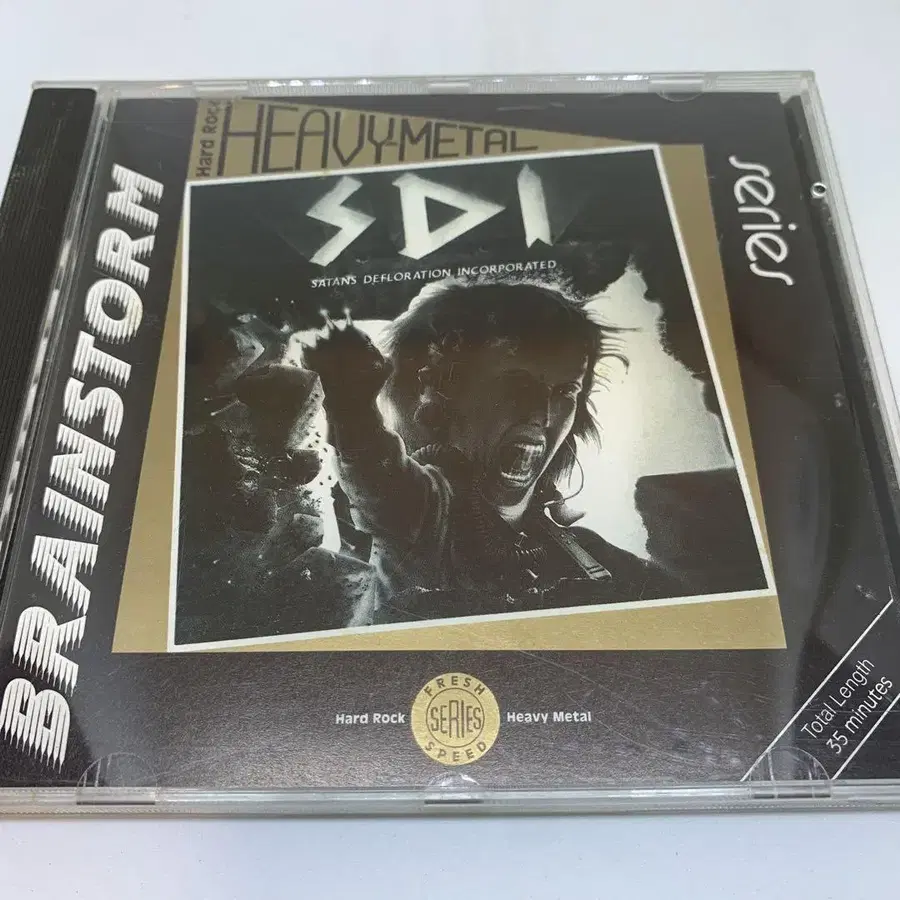 Hard Rock
HEAVY-METAL
SDI
SATANS DEFLORATION INCORPORATED
BRAINSTORM
series
Hard Rock
FRESH
SERIES
SPEED
Heavy Metal
Total Length
35 minutes